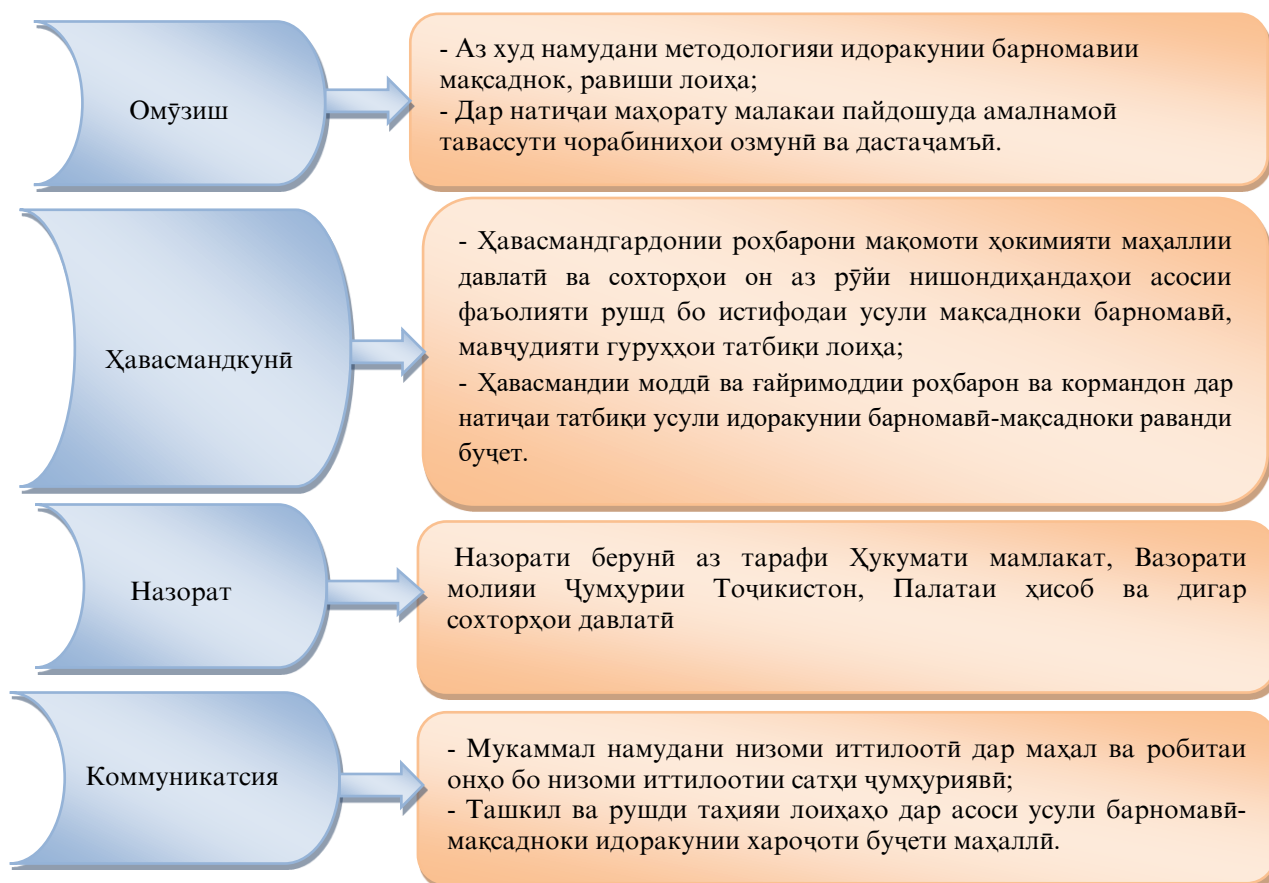 Омӯзиш
- Аз худ намудани методологияи идоракунии барномавии
мақсаднок, равиши лоиҳа;
- Дар натиҷаи маҳорату малакаи пайдошуда амалнамоӣ
тавассути чорабиниҳои озмунӣ ва дастаҷамъӣ.
Ҳавасмандкунӣ
- Ҳавасмандгардонии роҳбарони мақомоти ҳокимияти маҳаллии
давлатӣ ва сохторҳои он аз рӯйи нишондиҳандаҳои асосии
фаъолияти рушд бо истифодаи усули мақсадноки барномавӣ,
мавҷудияти гуруҳҳои татбиқи лоиҳа;
- Ҳавасмандии моддӣ ва ғайримоддии роҳбарон ва кормандон дар
натиҷаи татбиқи усули идоракунии барномавӣ-мақсадноки раванди
буҷет.
Назорат
Назорати берунӣ аз тарафи Ҳукумати мамлакат, Вазорати
молияи Ҷумҳурии Тоҷикистон, Палатаи ҳисоб ва дигар
сохторҳои давлатӣ
Коммуникатсия
- Мукаммал намудани низоми иттилоотӣ дар маҳал ва робитаи
онҳо бо низоми иттилоотии сатҳи ҷумҳуриявӣ;
- Ташкил ва рушди таҳияи лоиҳаҳо дар асоси усули барномавӣ-
мақсадноки идоракунии хароҷоти буҷети маҳаллӣ.